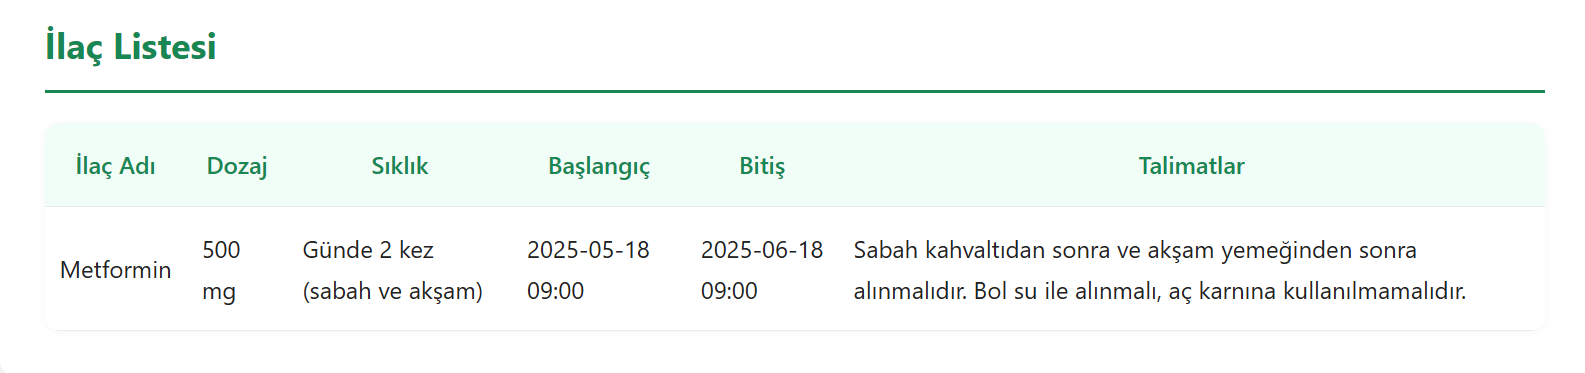 İlaç Listesi
İlaç Adı Dozaj Sıklık Başlangıç Bitiş Talimatlar
Metformin
500
mg
Günde 2 kez
(sabah ve akşam)
2025-05-18
09:00
2025-06-18
09:00
Sabah kahvaltıdan sonra ve akşam yemeğinden sonra
alınmalıdır. Bol su ile alınmalı, aç karnına kullanılmamalıdır.